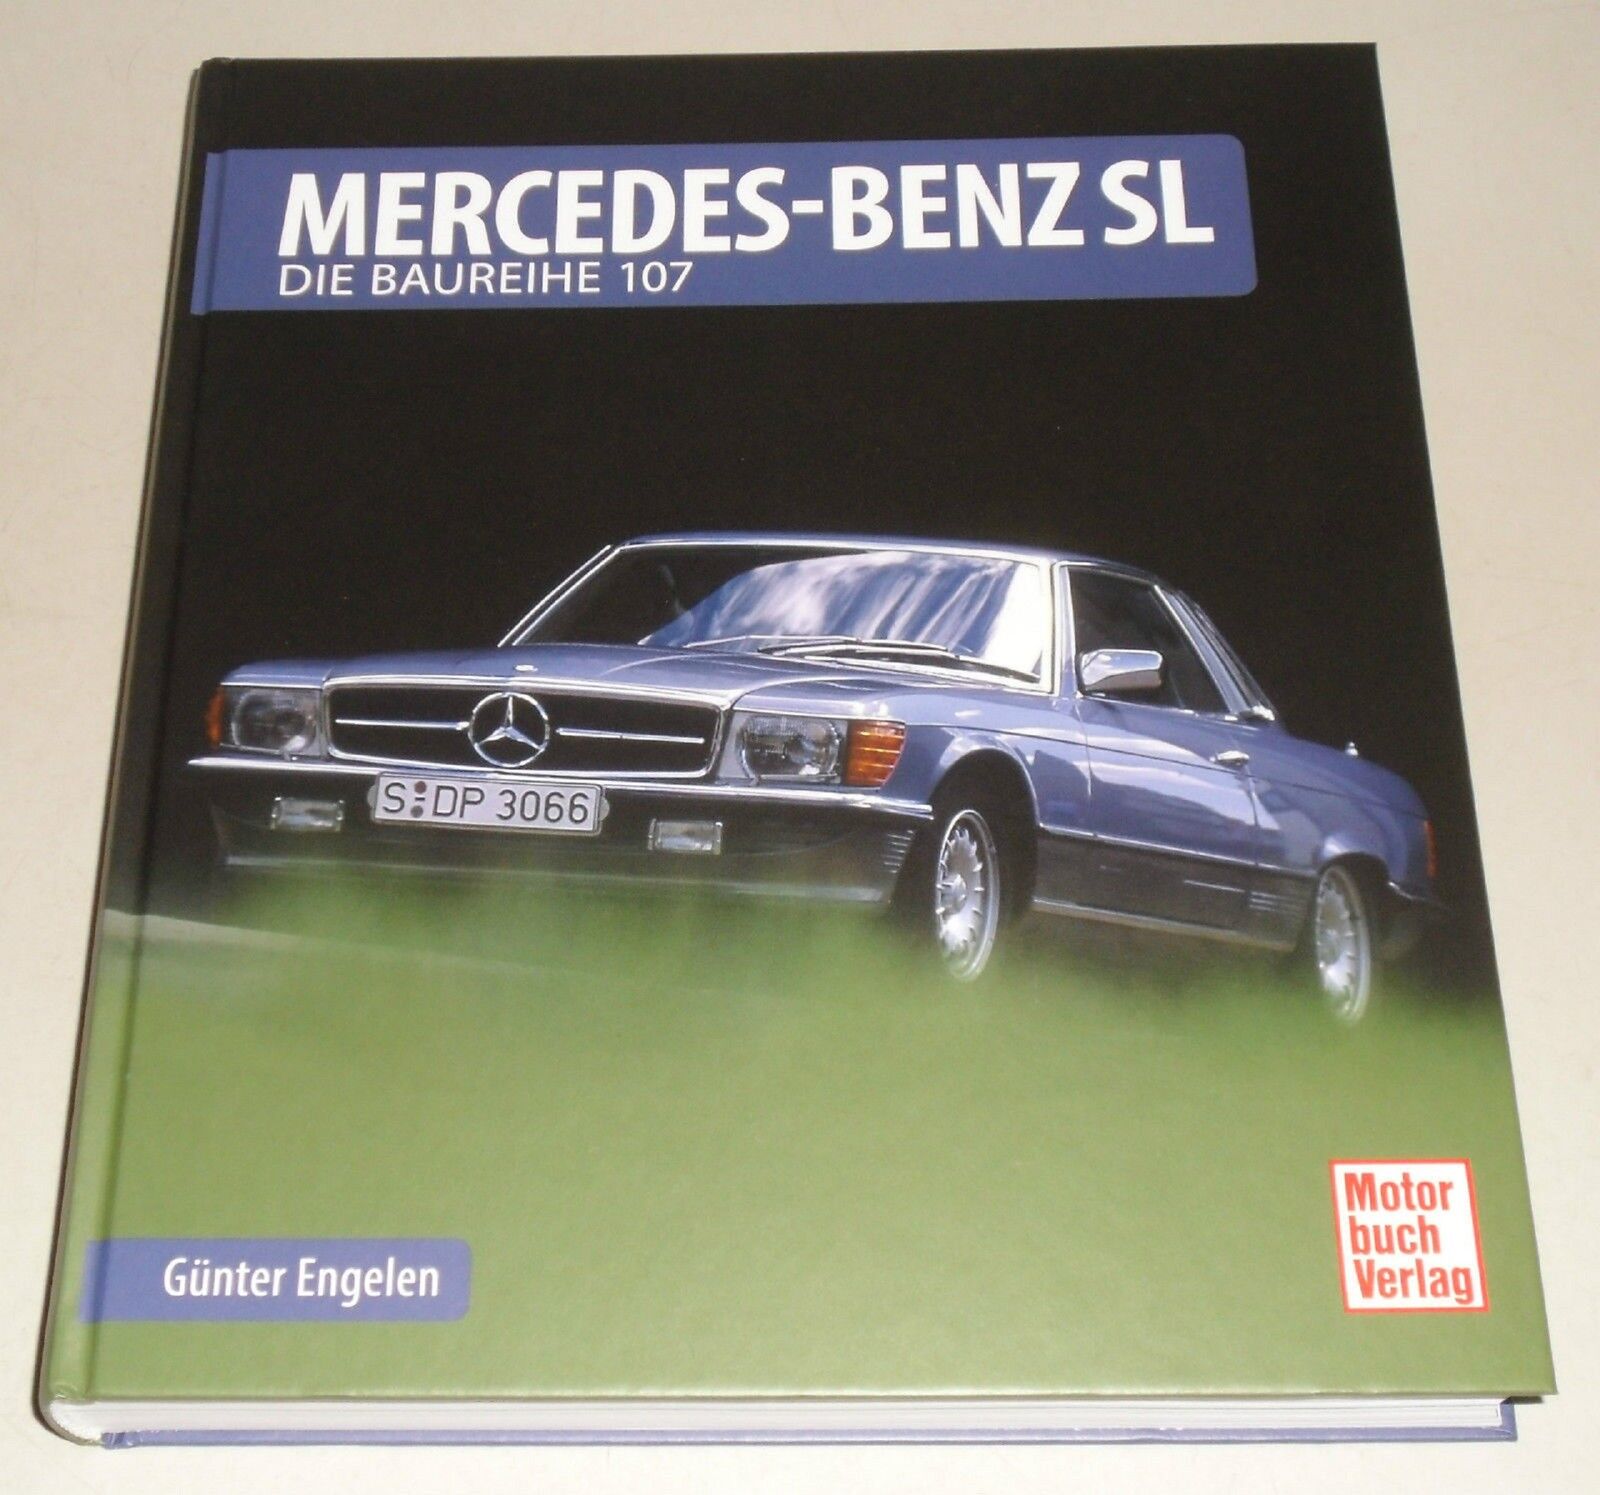 MERCEDES-BENZ SL
DIE BAUREIHE 107
S DP 3066
Günter Engelen
Motor
buch
Verlag